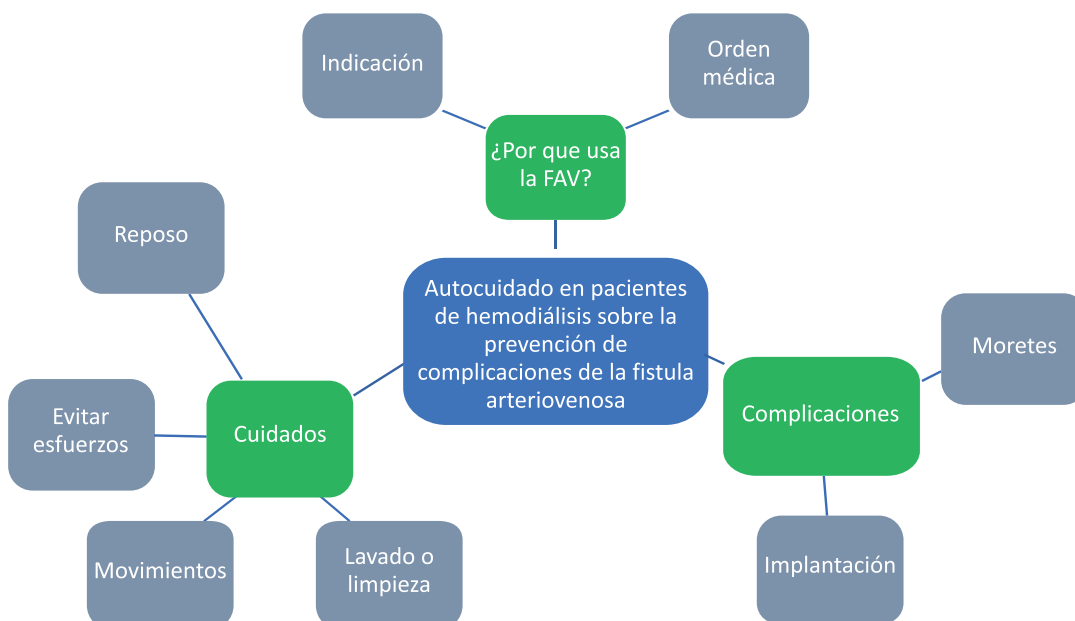 Indicación
Orden
médica
¿Por que usa
la FAV?
Reposo
Autocuidado en pacientes
de hemodiálisis sobre la
prevención de
complicaciones de la fistula
arteriovenosa
Moretes
Evitar
esfuerzos
Cuidados
Complicaciones
Movimientos
Lavado o
limpieza
Implantación